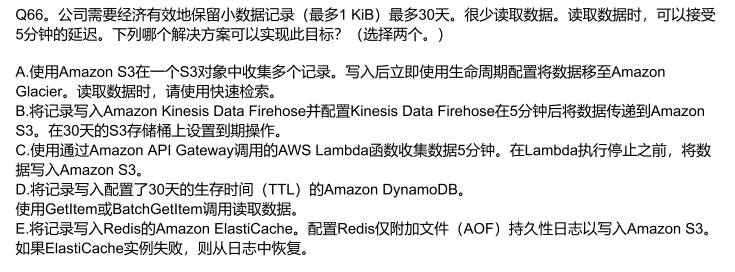 Q66。公司需要经济有效地保留小数据记录（最多1 KiB）最多30天。很少读取数据。读取数据时，可以接受
5分钟的延迟。下列哪个解决方案可以实现此目标？（选择两个。）
A.使用Amazon S3在一个S3对象中收集多个记录。写入后立即使用生命周期配置将数据移至Amazon
Glacier。读取数据时，请使用快速检索。
B.将记录写入Amazon Kinesis Data Firehose并配置Kinesis Data Firehose在5分钟后将数据传递到Amazon
S3。在30天的S3存储桶上设置到期操作。
C.使用通过Amazon API Gateway调用的AWS Lambda函数收集数据5分钟。在Lambda执行停止之前，将数
据写入Amazon S3。
D.将记录写入配置了30天的生存时间（TTL）的Amazon DynamoDB。
使用GetItem或BatchGetItem调用读取数据。
E.将记录写入Redis的Amazon ElastiCache。配置Redis仅附加文件（AOF）持久性日志以写入Amazon S3。
如果ElastiCache实例失败，则从日志中恢复。